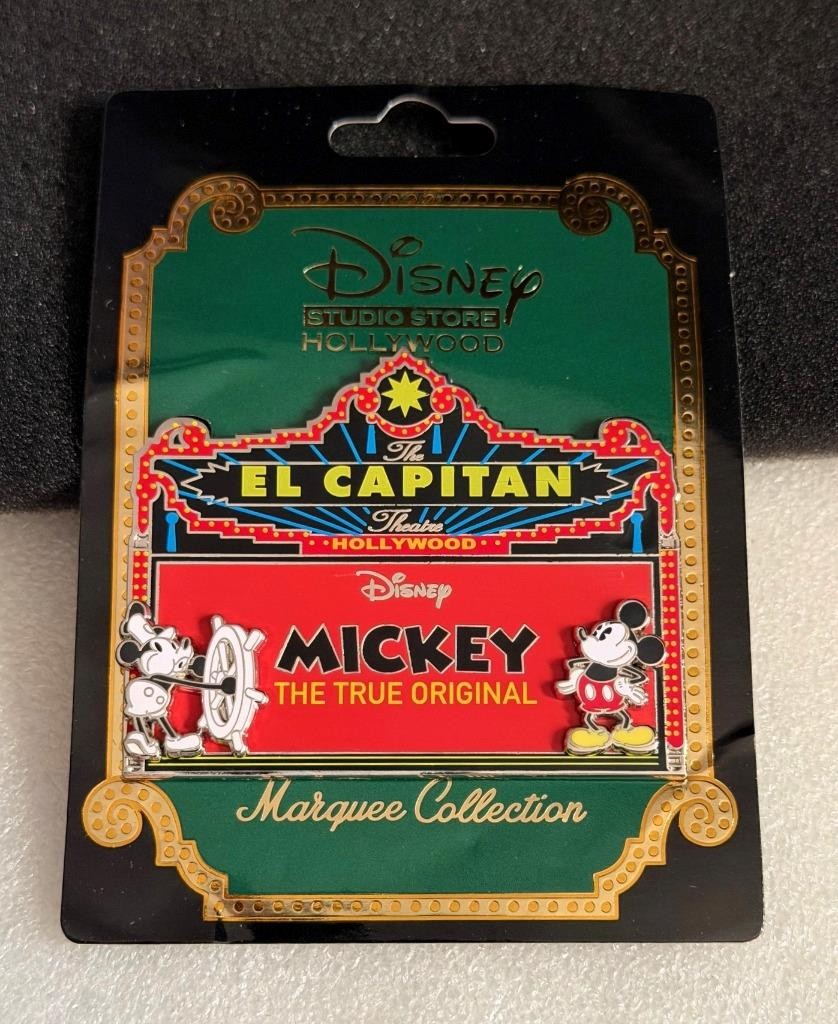 Disney
STUDIO STORE
HOLLYWOOD
The
EL CAPITAN
Theatre
HOLLYWOOD
Disney
MICKEY
THE TRUE ORIGINAL
Marquee Collection